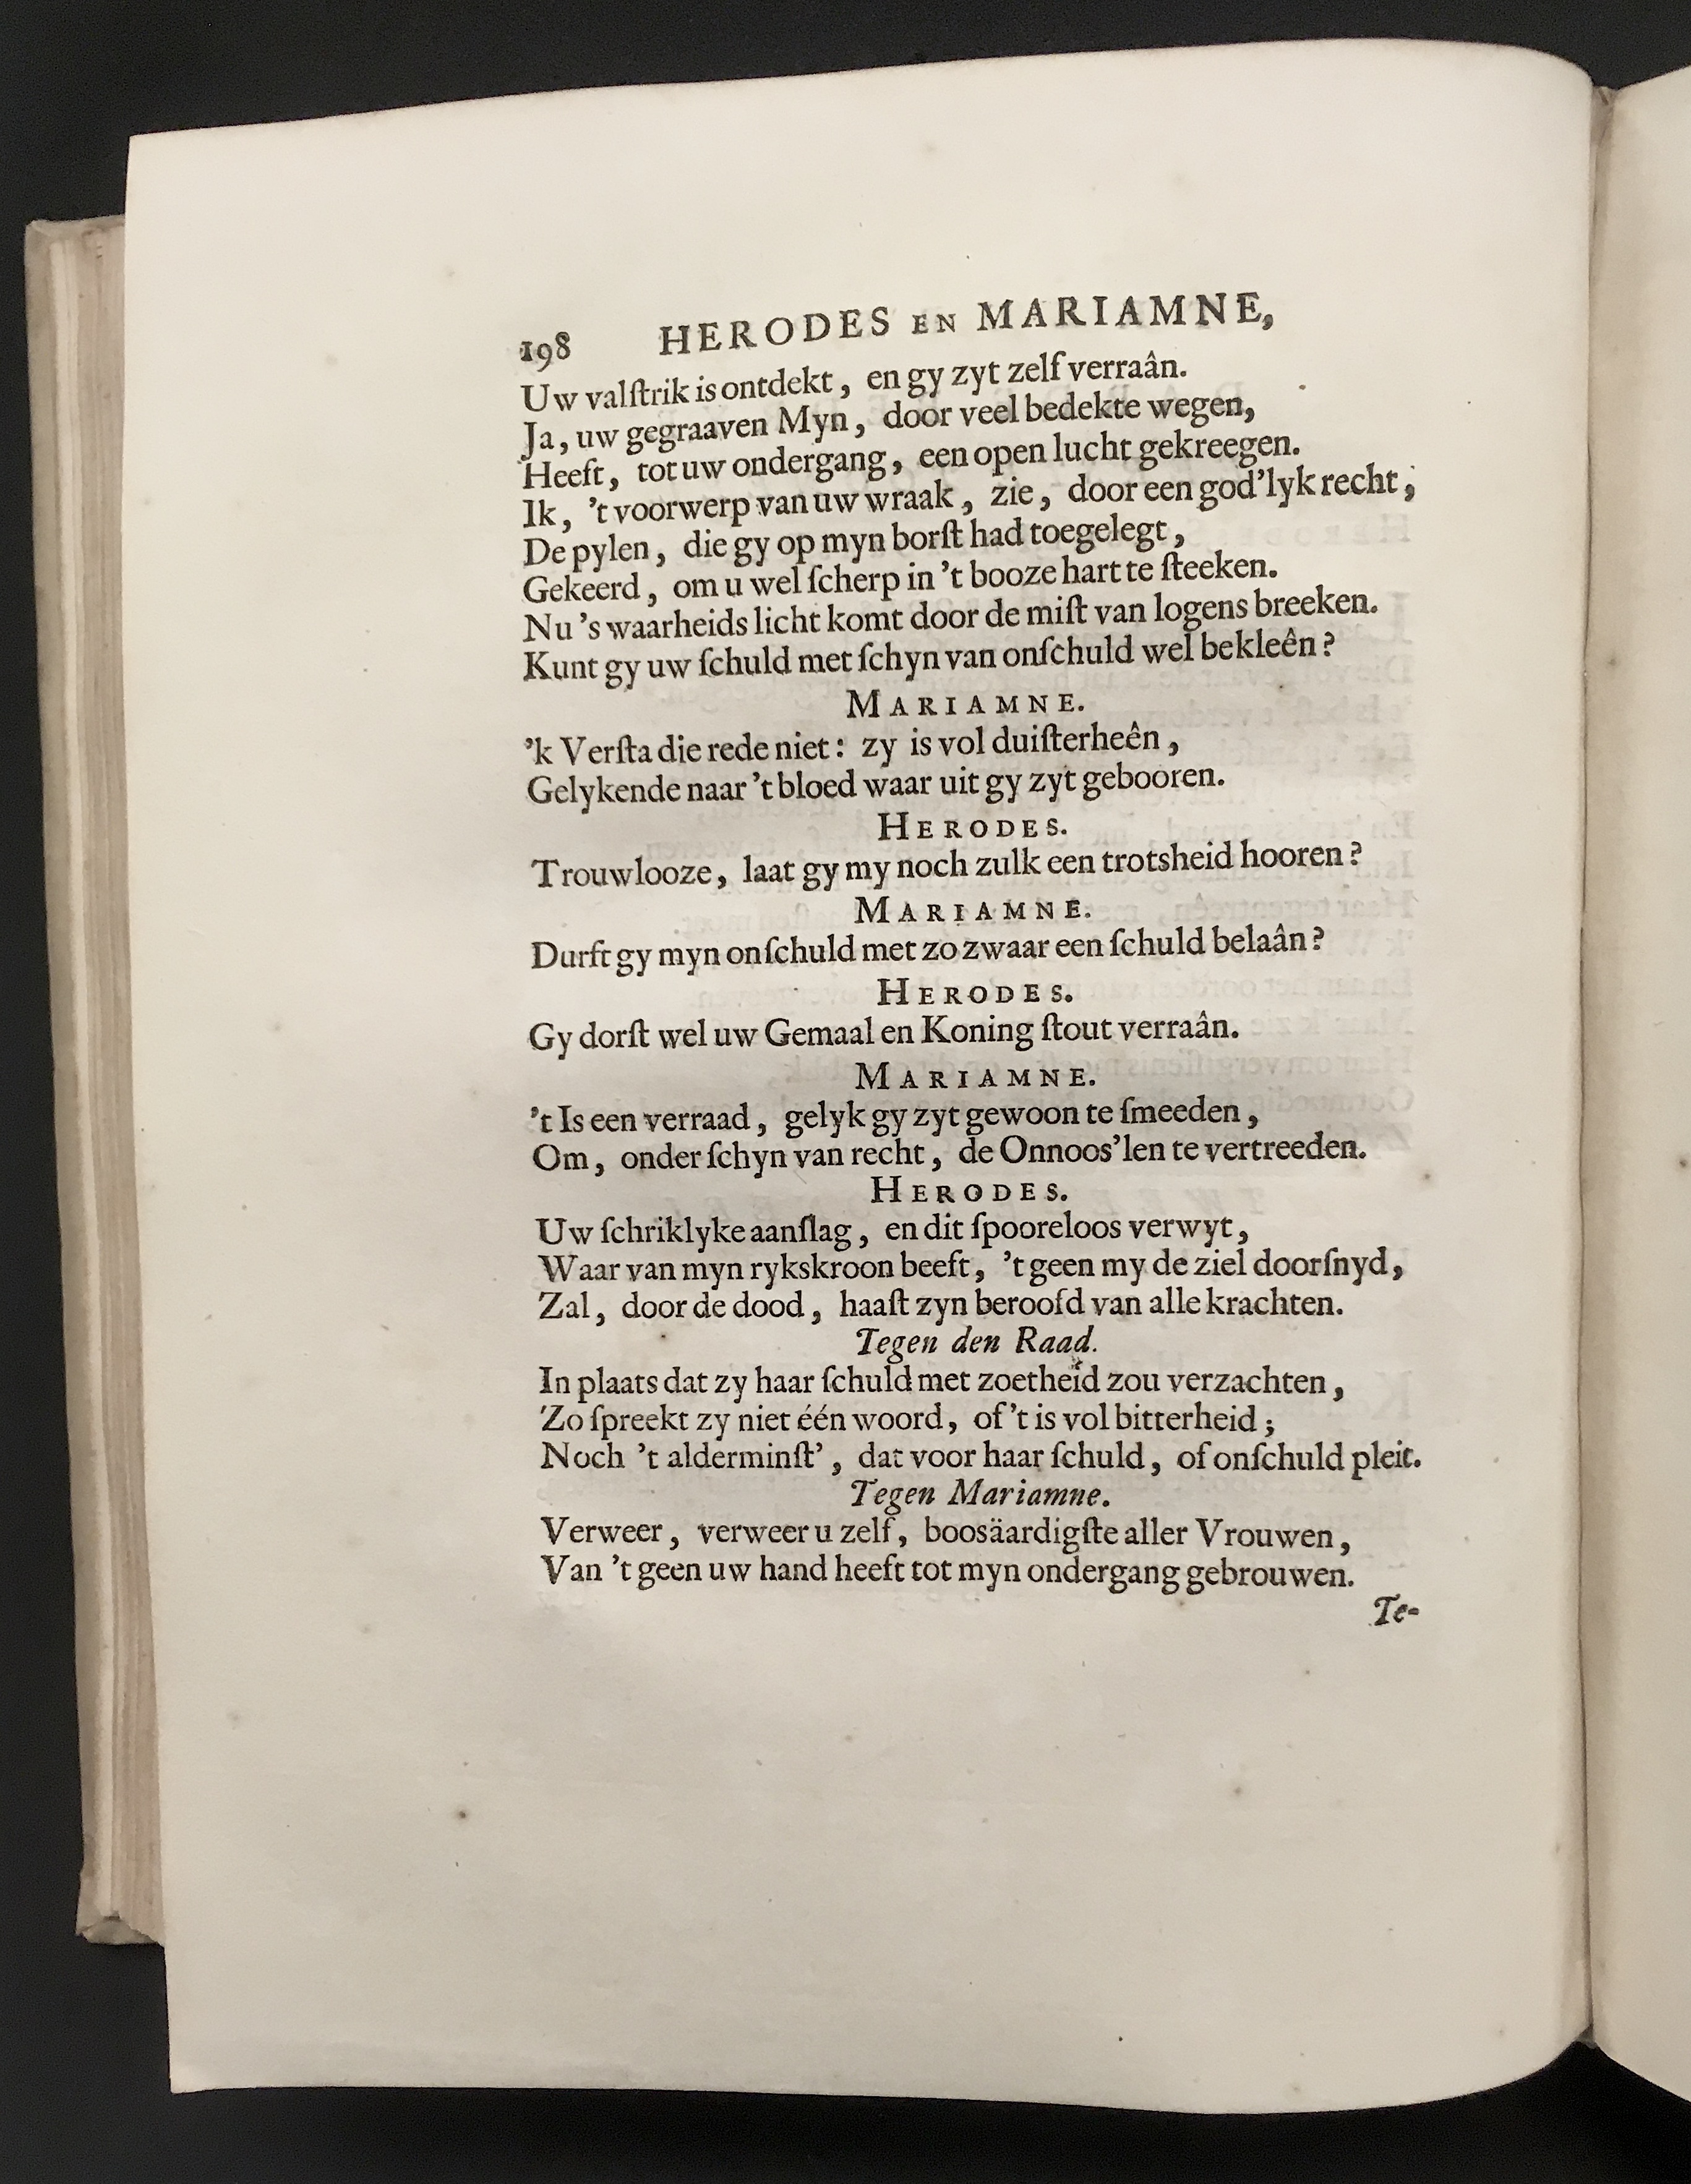 198 HERODES EN MARIAMNE,
Uw valſtrik is ontdekt, en gy zyt zelf verraân.
Ja, uw gegraaven Myn, door veel bedekte wegen,
Heeft, tot uw ondergang, een open lucht gekreegen.
Ik, 't voorwerp van uw wraak, zie, door een god'lyk recht,
De pylen, die gy op myn borſt had toegelegt,
Gekeerd, om u wel ſcherp in 't booze hart te ſteeken.
Nu 's waarheids licht komt door de miſt van logens breeken.
Kunt gy uw ſchuld met ſchyn van onſchuld wel bekleên?
MARIAMNE.
'k Verſta die rede niet: zy is vol duiſterheên,
Gelykende naar 't bloed waar uit gy zyt gebooren.
HERODES.
Trouwlooze, laat gy my noch zulk een trotsheid hooren?
MARIAMNE.
Durft gy myn onſchuld met zo zwaar een ſchuld belaân?
HERODES.
Gy dorſt wel uw Gemaal en Koning ſtout verraân.
MARIAMNE.
't Is een verraad, gelyk gy zyt gewoon te ſmeeden,
Om, onder ſchyn van recht, de Onnoos'len te vertreeden.
HERODES.
Uw ſchriklyke aanſlag, en dit ſpooreloos verwyt,
Waar van myn rykskroon beeft, 't geen my de ziel doorſnyd,
Zal, door de dood, haaſt zyn beroofd van alle krachten.
Tegen den Raad.
In plaats dat zy haar ſchuld met zoetheid zou verzachten,
Zo ſpreekt zy niet één woord, of 't is vol bitterheid;
Noch 't alderminſt', dat voor haar ſchuld, of onſchuld pleit.
Tegen Mariamne.
Verweer, verweer u zelf, boosäardigſte aller Vrouwen,
Van 't geen uw hand heeft tot myn ondergang gebrouwen.
Te-